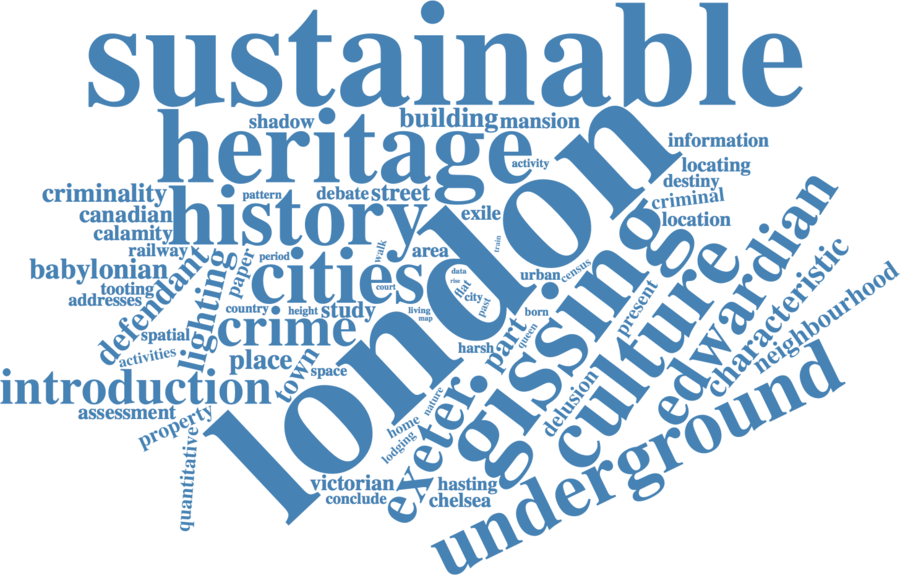 sustainable
shadow
building
mansion
heritage
information
activity
locating
destiny
criminality
pattern
debate
street
criminal
canadian
history
exile
location
calamity
london
railway
walk
area
train
edwardian
babylonian
defendant
lighting
paper
period
cities
data
rise
flat
urban
census
gissing
culture
characteristic
tooting
addresses
court
city
past
country
height
study
living
map
born
present
neighbourhood
spatial
crime
part
queen
activities
place
harsh
town
space
introduction
nature
delusion
underground
assessment
property
home
lodging
exeter.
quantitative
victorian
hasting
conclude
chelsea